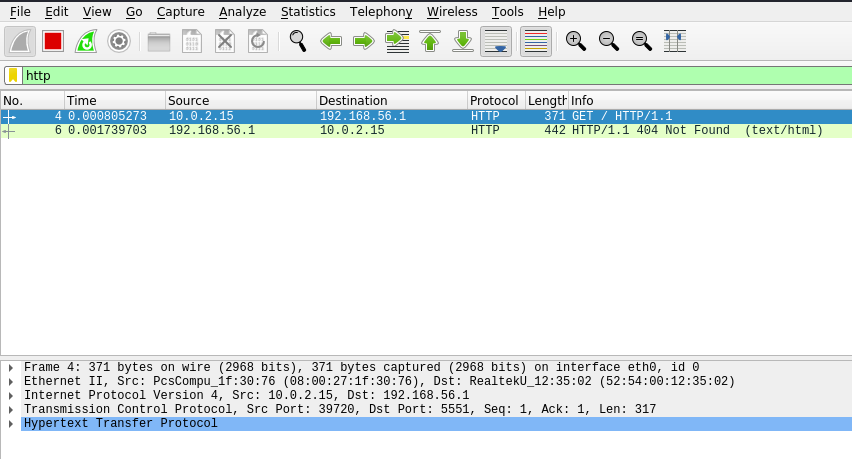 File Edit View Go Capture Analyze Statistics Telephony Wireless Tools Help
http
No. Time Source Destination Protocol Length Info
4 0.000805273 10.0.2.15 192.168.56.1 HTTP 371 GET / HTTP/1.1
6 0.001739703 192.168.56.1 10.0.2.15 HTTP 442 HTTP/1.1 404 Not Found (text/html)
Frame 4: 371 bytes on wire (2968 bits), 371 bytes captured (2968 bits) on interface eth0, id 0
Ethernet II, Src: PcsCompu_1f:30:76 (08:00:27:1f:30:76), Dst: RealtekU_12:35:02 (52:54:00:12:35:02)
Internet Protocol Version 4, Src: 10.0.2.15, Dst: 192.168.56.1
Transmission Control Protocol, Src Port: 39720, Dst Port: 5551, Seq: 1, Ack: 1, Len: 317
Hypertext Transfer Protocol